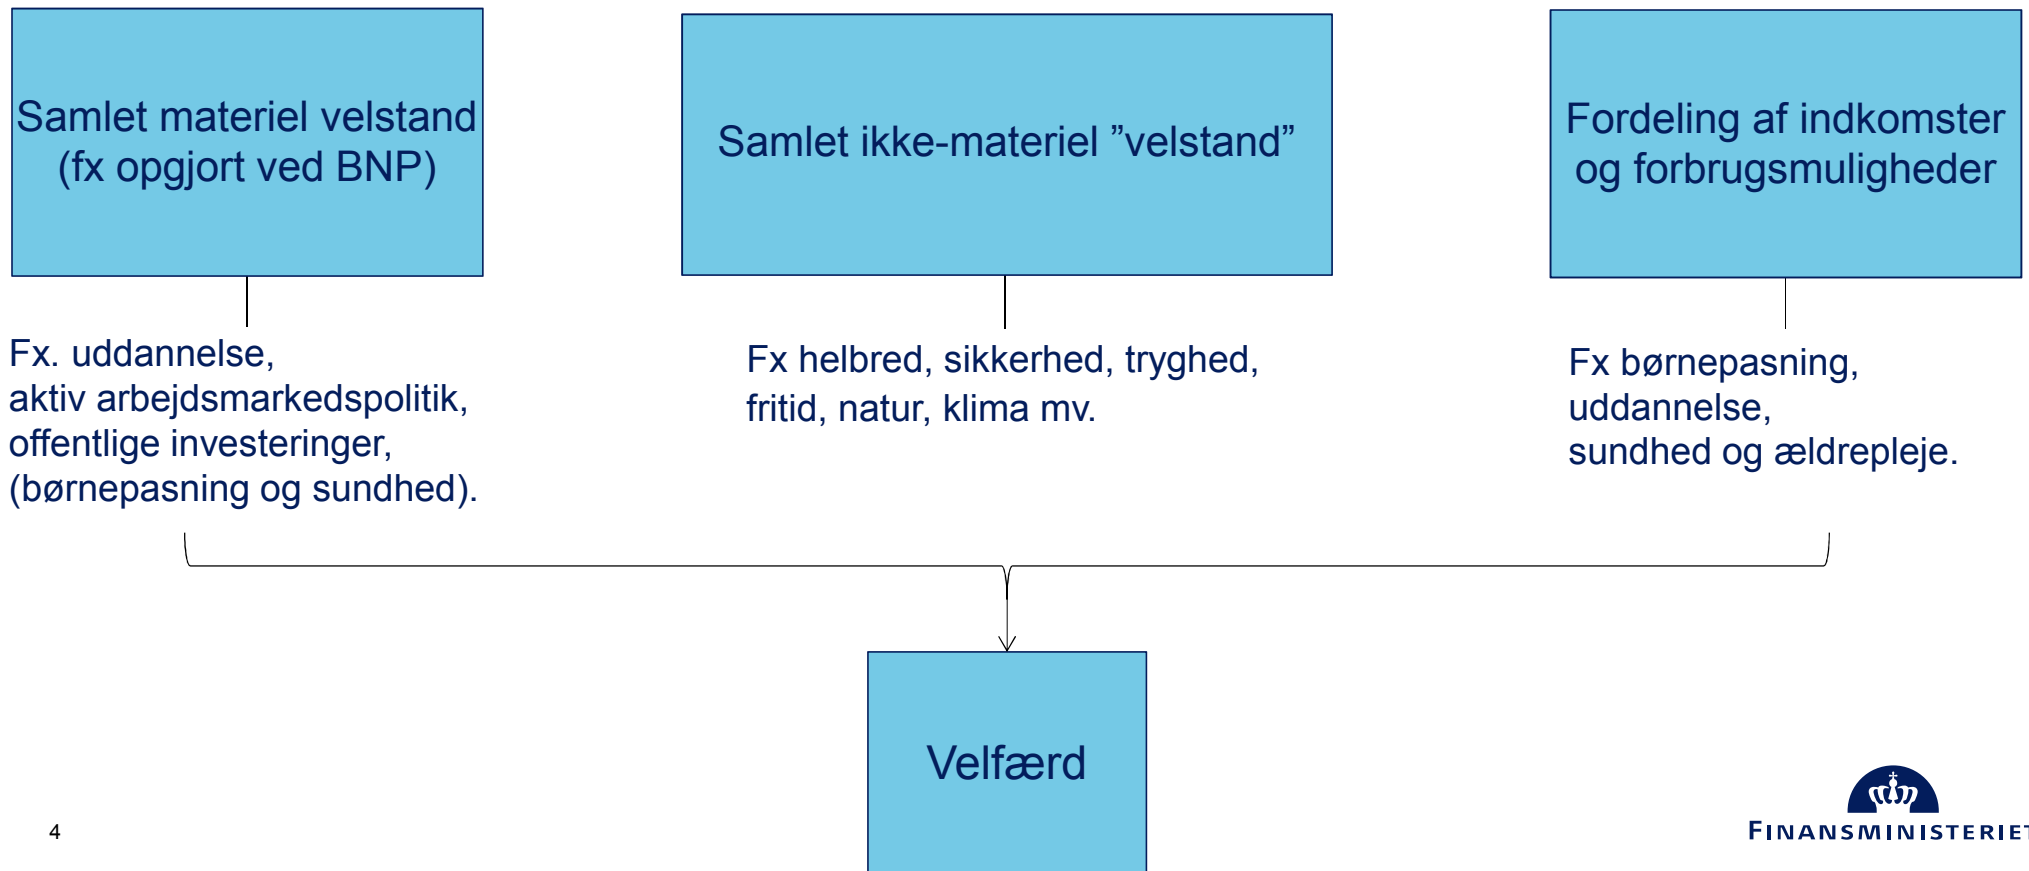 Samlet materiel velstand
(fx opgjort ved BNP)
Samlet ikke-materiel ”velstand”
Fordeling af indkomster
og forbrugsmuligheder
Fx. uddannelse,
aktiv arbejdsmarkedspolitik,
offentlige investeringer,
(børnepasning og sundhed).
Fx helbred, sikkerhed, tryghed,
fritid, natur, klima mv.
Fx børnepasning,
uddannelse,
sundhed og ældrepleje.
Velfærd
4
FINANSMINISTERIET